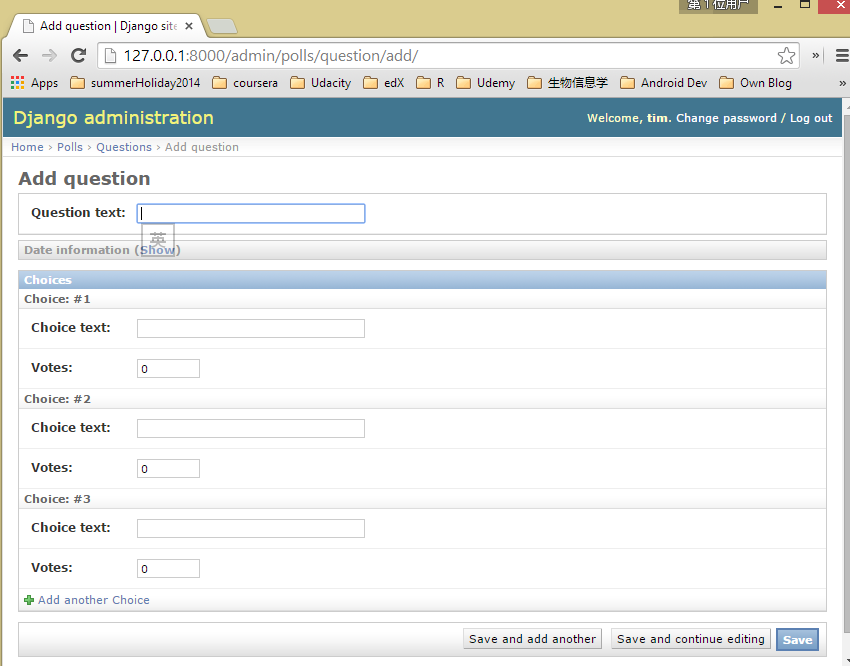 第1位用户
Add question | Django site
127.0.0.1:8000/admin/polls/question/add/
Apps summerHoliday2014 coursera Udacity edX R Udemy 生物信息学 Android Dev Own Blog »
Django administration
Welcome, tim. Change password / Log out
Home › Polls › Questions › Add question
Add question
Question text:
英
Date information (Show)
Choices
Choice: #1
Choice text:
Votes: 0
Choice: #2
Choice text:
Votes: 0
Choice: #3
Choice text:
Votes: 0
Add another Choice
Save and add another Save and continue editing Save